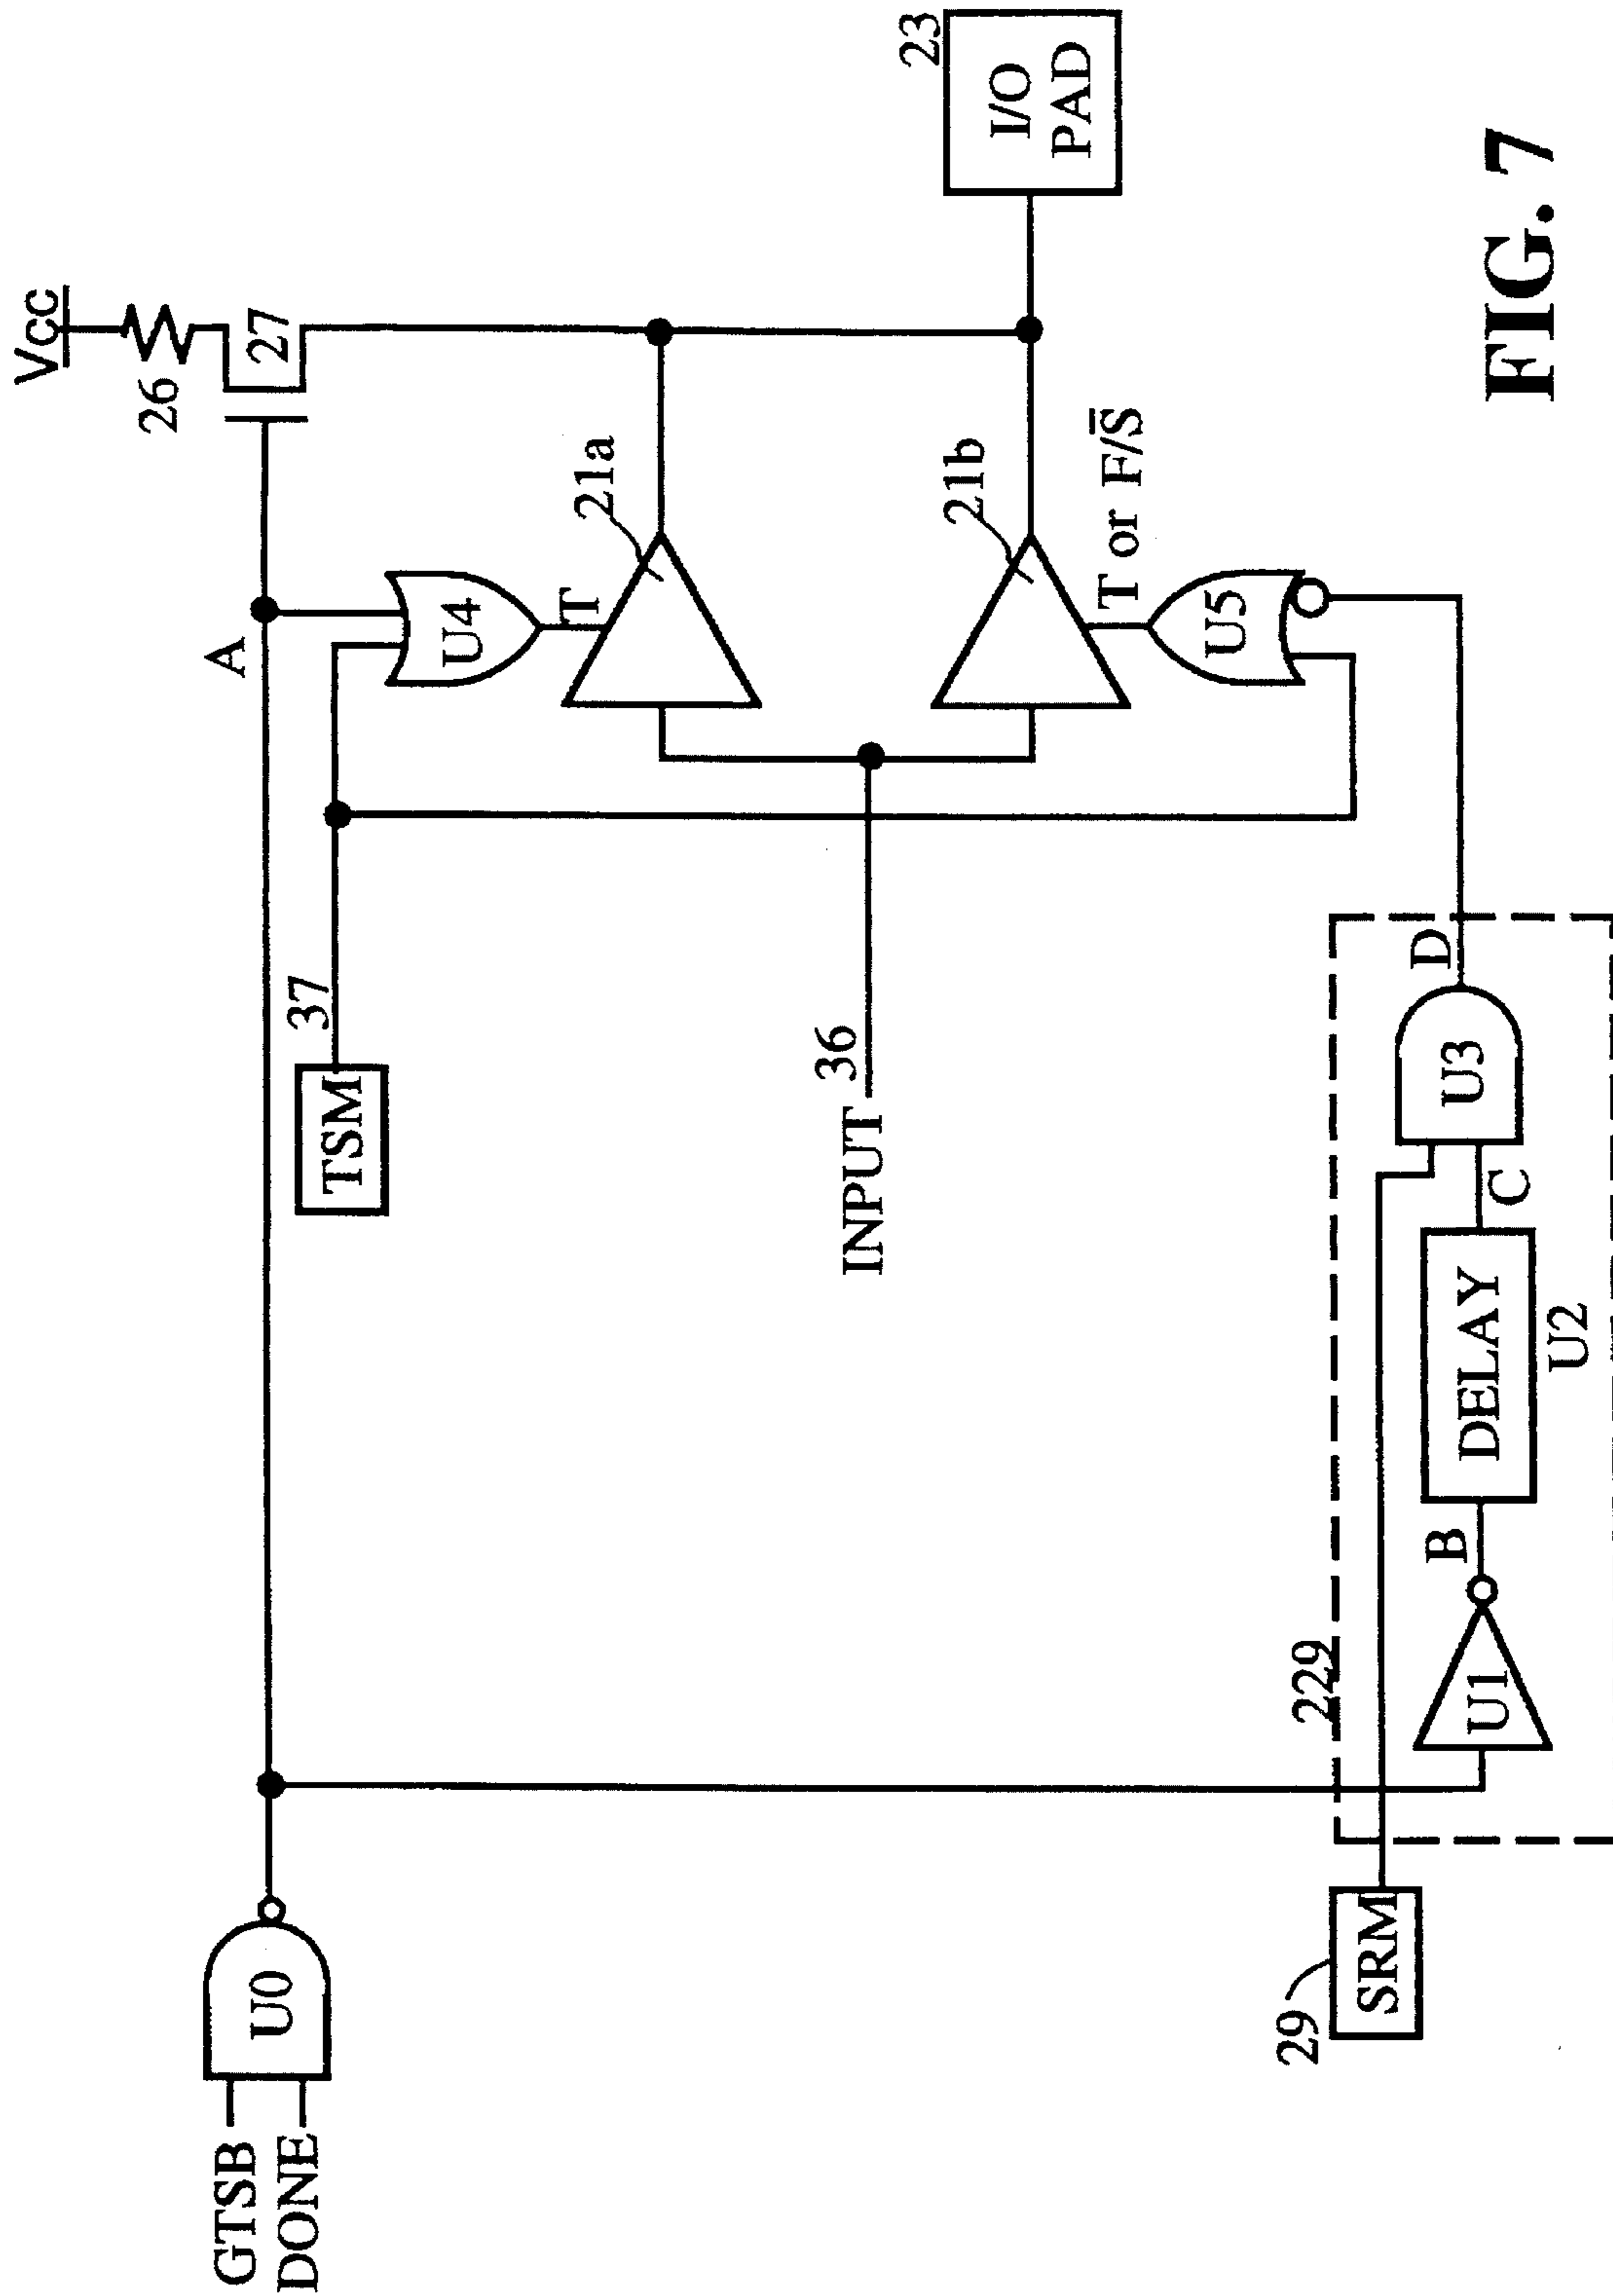 Vcc
26
27
A
U4
T
21a
23
I/O
PAD
21b
T or F/S̅
U5
37
TSM
INPUT 36
GTSB
DONE
U0
229
29
SRM
U1
B
DELAY
U2
C
U3
D
FIG. 7